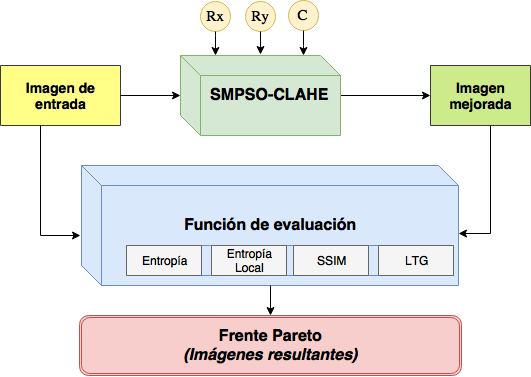 Rx
Ry
C
Imagen de
entrada
SMPSO-CLAHE
Imagen
mejorada
Función de evaluación
Entropía
Entropía
Local
SSIM
LTG
Frente Pareto
(Imágenes resultantes)